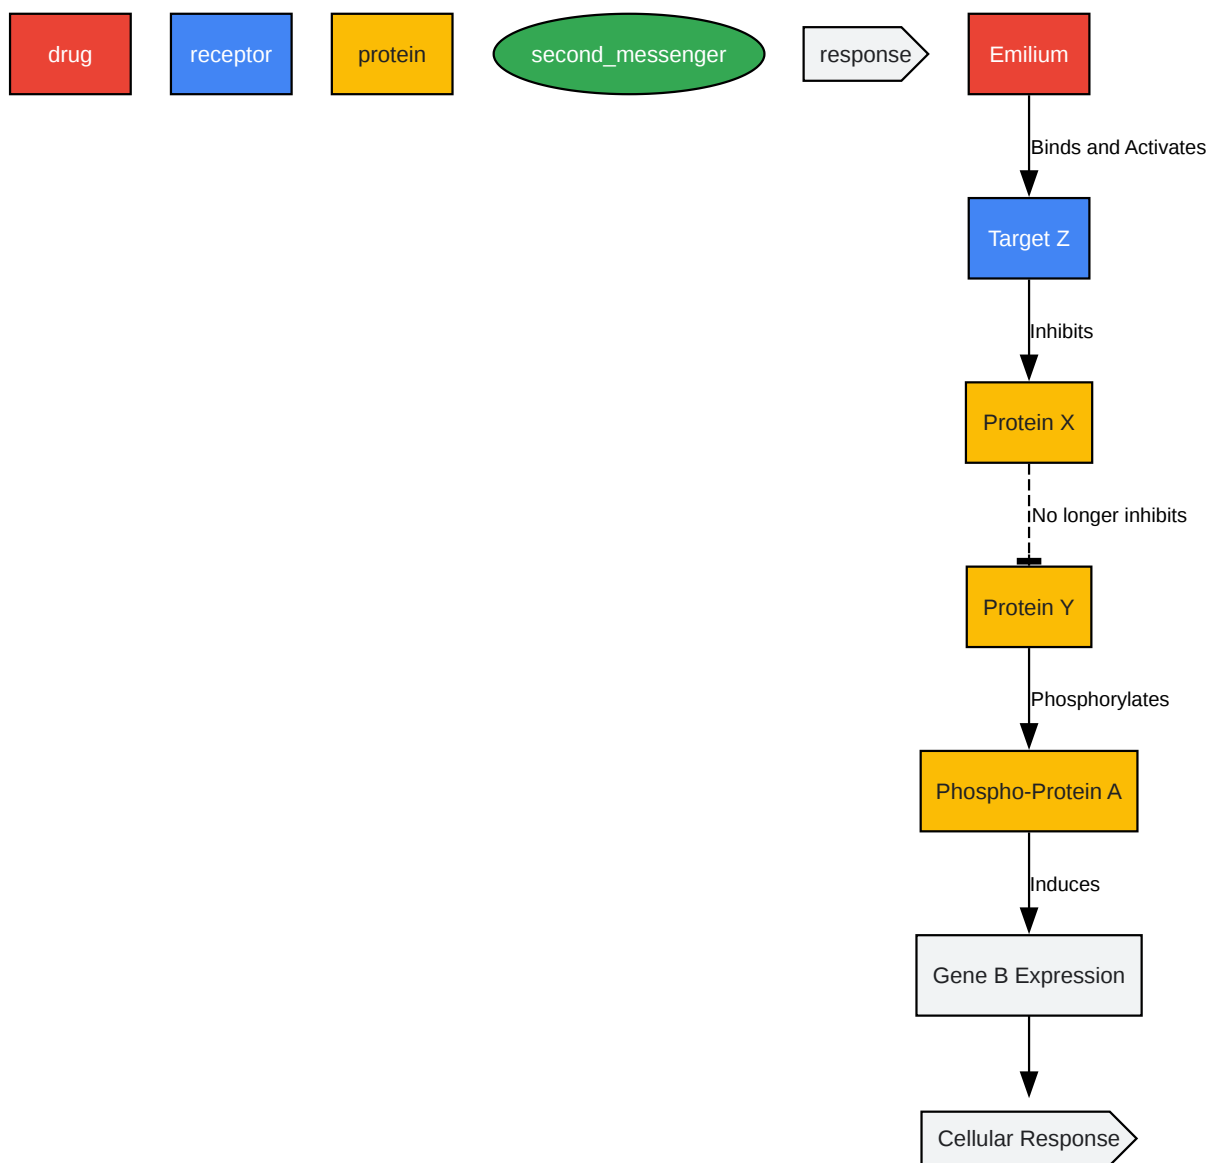 drug
receptor
protein
second_messenger
response
Emilium
Binds and Activates
Target Z
Inhibits
Protein X
No longer inhibits
Protein Y
Phosphorylates
Phospho-Protein A
Induces
Gene B Expression
Cellular Response